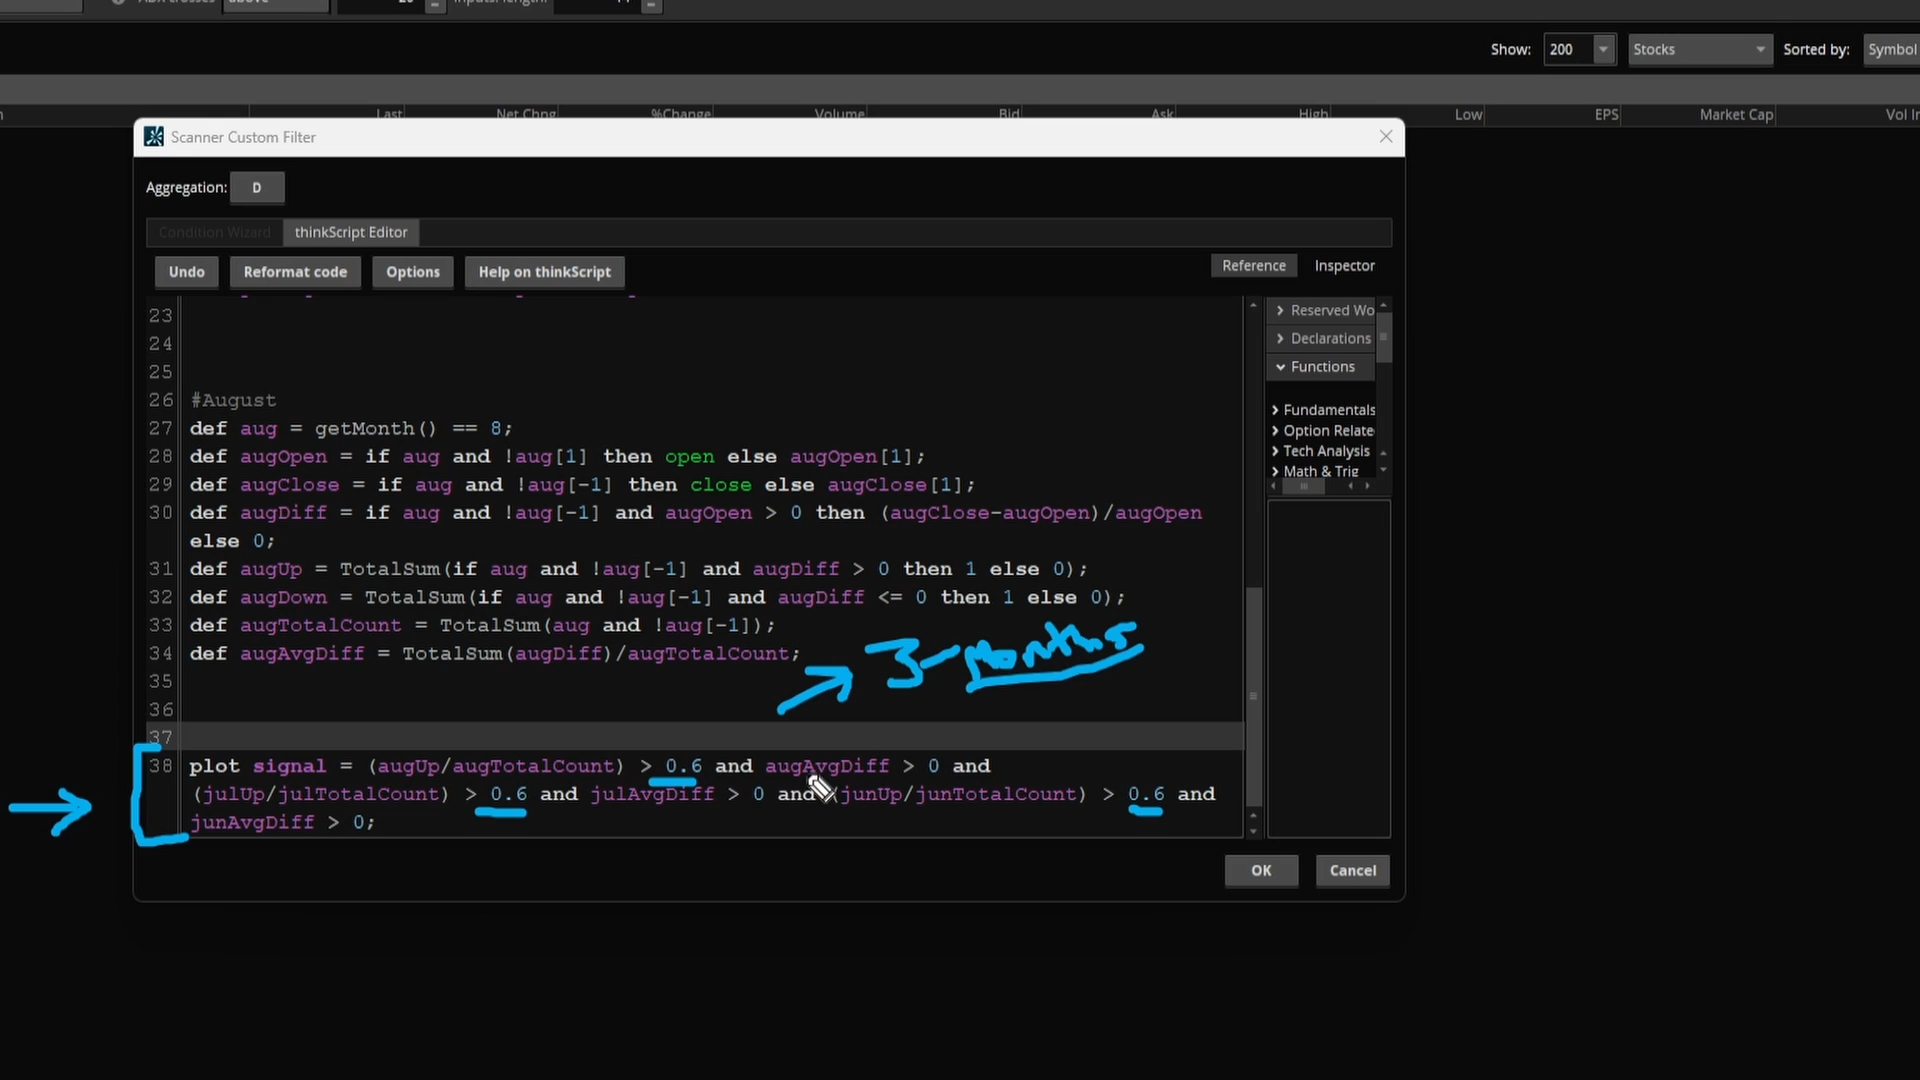 above
20
Inputs.length:
Show:
200
Stocks
Sorted by:
Symbol
Last
Net Chng
%Change
Volume
Bid
Ask
High
Low
EPS
Market Cap
Scanner Custom Filter
Aggregation:
D
Condition Wizard
thinkScript Editor
Undo
Reformat code
Options
Help on thinkScript
Reference
Inspector
23
24
25
26 #August
27 def aug = getMonth() == 8;
28 def augOpen = if aug and !aug[1] then open else augOpen[1];
29 def augClose = if aug and !aug[-1] then close else augClose[1];
30 def augDiff = if aug and !aug[-1] and augOpen > 0 then (augClose-augOpen)/augOpen
else 0;
31 def augUp = TotalSum(if aug and !aug[-1] and augDiff > 0 then 1 else 0);
32 def augDown = TotalSum(if aug and !aug[-1] and augDiff <= 0 then 1 else 0);
33 def augTotalCount = TotalSum(aug and !aug[-1]);
34 def augAvgDiff = TotalSum(augDiff)/augTotalCount;
3-months
35
36
37
38 plot signal = (augUp/augTotalCount) > 0.6 and augAvgDiff > 0 and
(julUp/julTotalCount) > 0.6 and julAvgDiff > 0 and (junUp/junTotalCount) > 0.6 and
junAvgDiff > 0;
Reserved Wo
Declarations
Functions
Fundamentals
Option Relate
Tech Analysis
Math & Trig
OK
Cancel